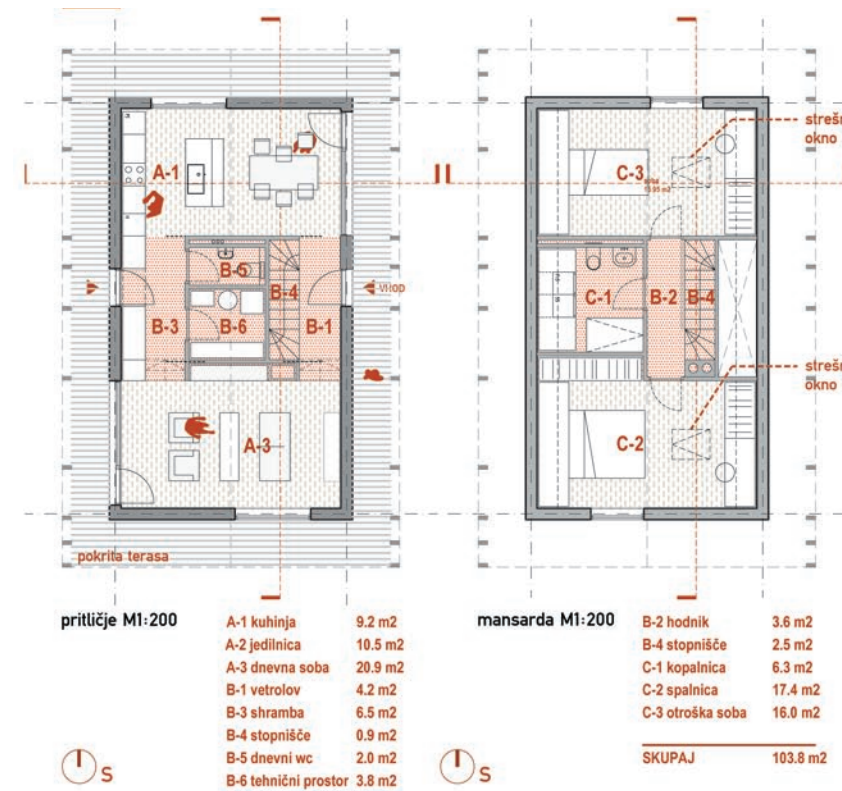 A-1
B-5
B-4
B-3
B-6
B-1
A-3
pokrita terasa
II
C-3
C-1
B-2
B-4
C-2
strešn
okno
strešn
okno
pritličje M1:200
A-1 kuhinja 9.2 m2
A-2 jedilnica 10.5 m2
A-3 dnevna soba 20.9 m2
B-1 vetrolov 4.2 m2
B-3 shramba 6.5 m2
B-4 stopnišče 0.9 m2
B-5 dnevni wc 2.0 m2
B-6 tehnični prostor 3.8 m2
S
mansarda M1:200
B-2 hodnik 3.6 m2
B-4 stopnišče 2.5 m2
C-1 kopalnica 6.3 m2
C-2 spalnica 17.4 m2
C-3 otroška soba 16.0 m2
SKUPAJ 103.8 m2
S